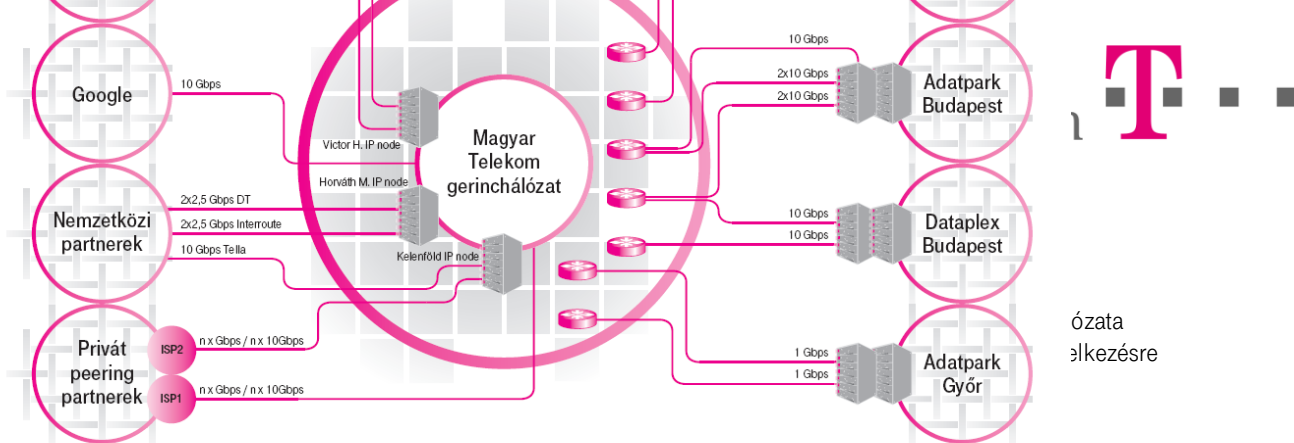 Google
10 Gbps
Victor H. IP node
Magyar
Telekom
gerinchálózat
Horváth M. IP node
Nemzetközi
partnerek
2x2,5 Gbps DT
2x2,5 Gbps Interroute
10 Gbps Telia
Kelenföld IP node
Privát
peering
partnerek
ISP2
n x Gbps / n x 10Gbps
ISP1
n x Gbps / n x 10Gbps
10 Gbps
2x10 Gbps
2x10 Gbps
Adatpark
Budapest
10 Gbps
10 Gbps
Dataplex
Budapest
1 Gbps
1 Gbps
Adatpark
Győr
T
ózata
elkezésre